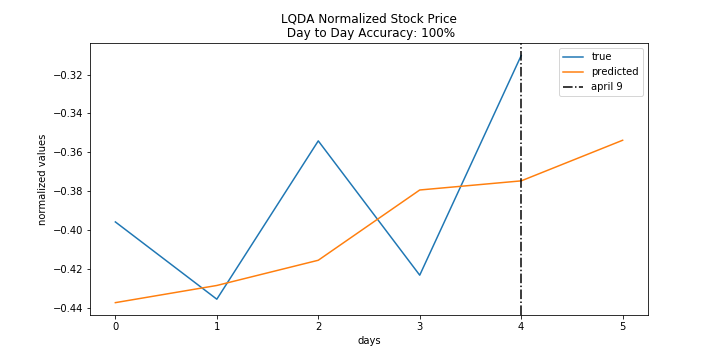 LQDA Normalized Stock Price
Day to Day Accuracy: 100%
true
predicted
april 9
normalized values
−0.32
−0.34
−0.36
−0.38
−0.40
−0.42
−0.44
0 1 2 3 4 5
days